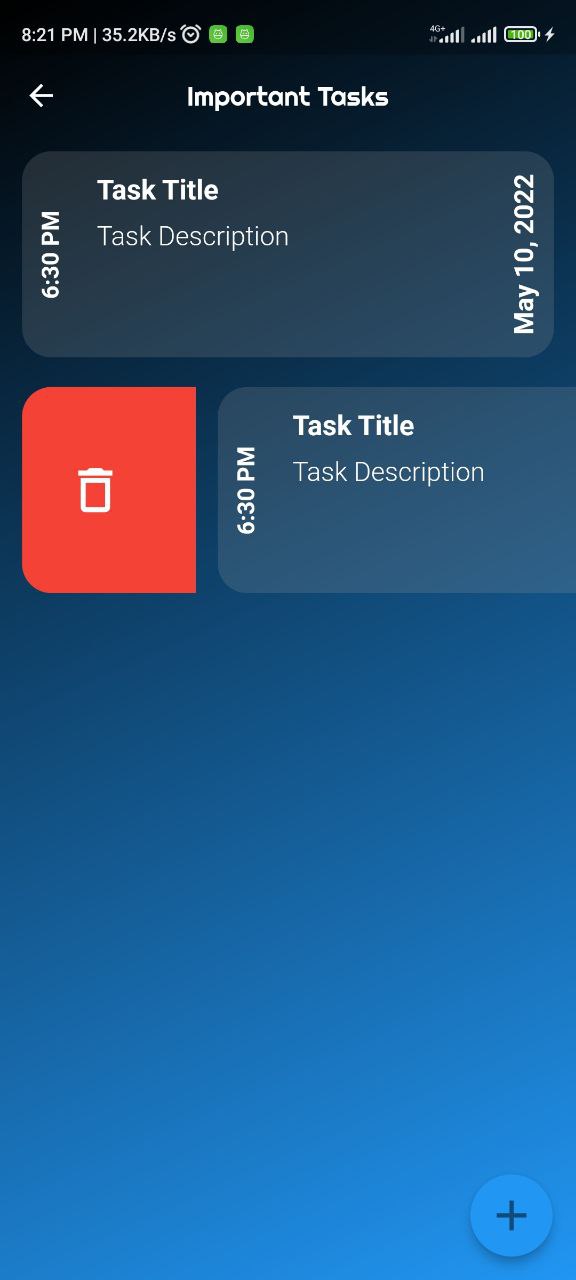 8:21 PM | 35.2KB/s
4G+
100
Important Tasks
6:30 PM
Task Title
Task Description
May 10, 2022
6:30 PM
Task Title
Task Description